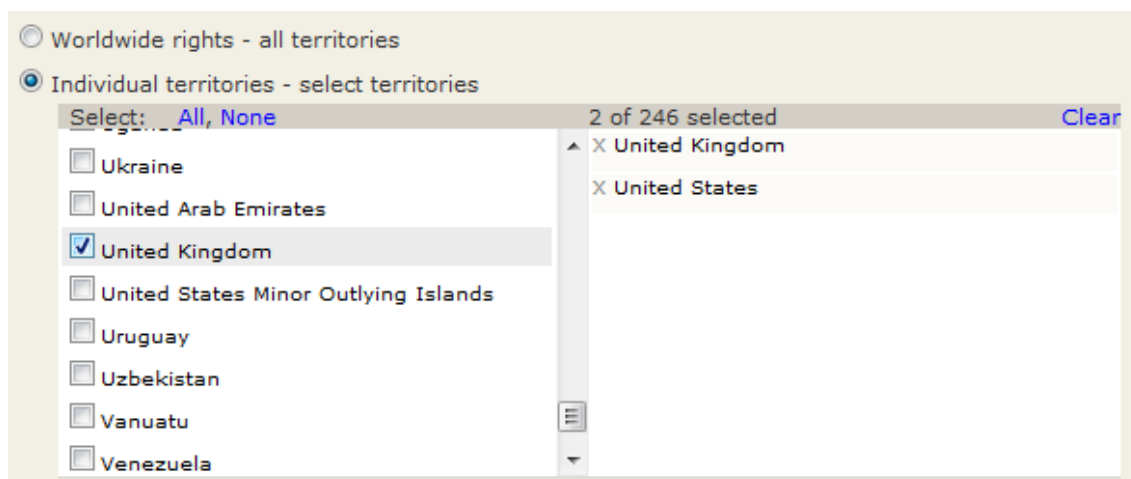 Worldwide rights - all territories
Individual territories - select territories
Select: All, None
2 of 246 selected
Clear
Ukraine
United Arab Emirates
United Kingdom
United States Minor Outlying Islands
Uruguay
Uzbekistan
Vanuatu
Venezuela
X United Kingdom
X United States